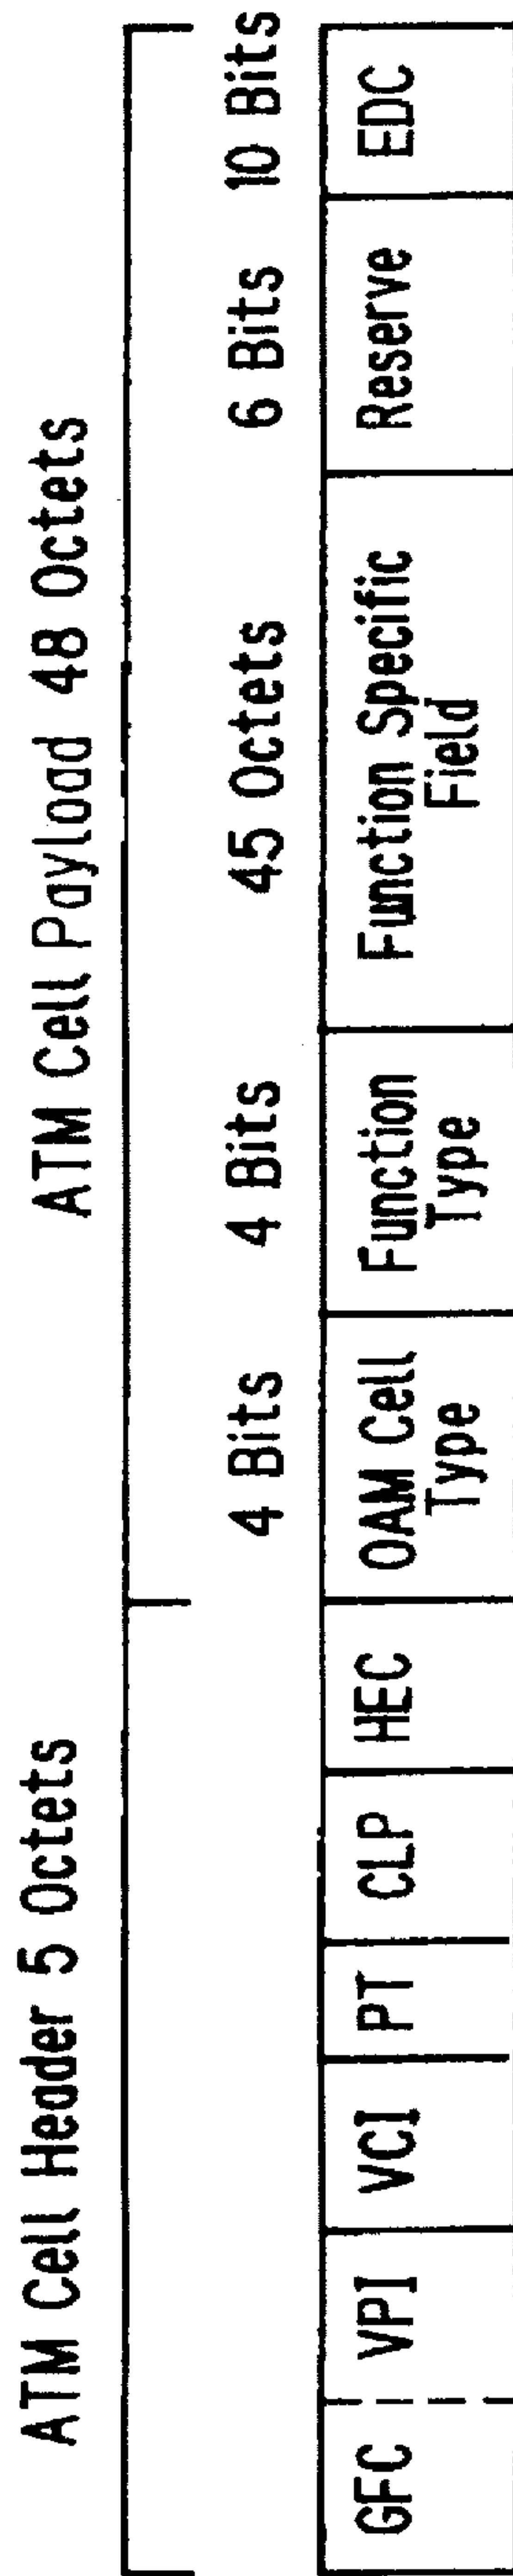 ATM Cell Header 5 Octets
ATM Cell Payload 48 Octets
4 Bits
4 Bits
45 Octets
6 Bits
10 Bits
GFC
VPI
VCI
PT
CLP
HEC
OAM Cell
Type
Function
Type
Function Specific
Field
Reserve
EDC